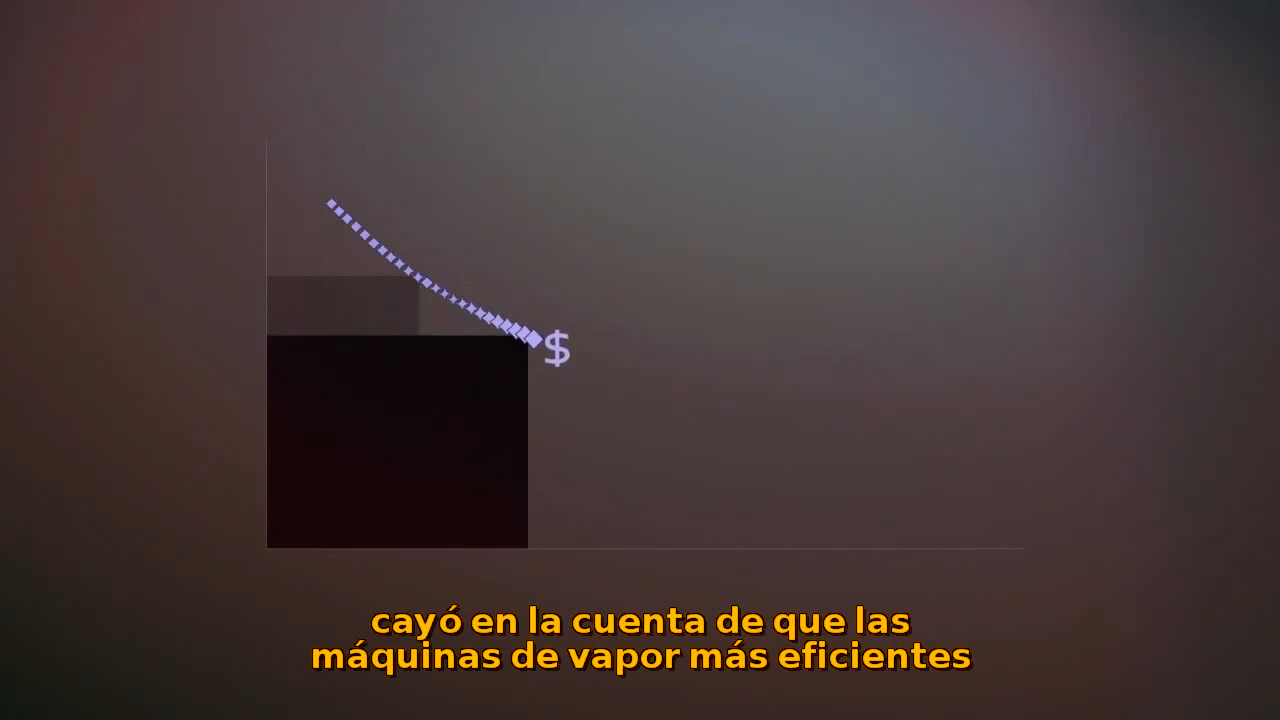 $
cayó en la cuenta de que las
máquinas de vapor más eficientes